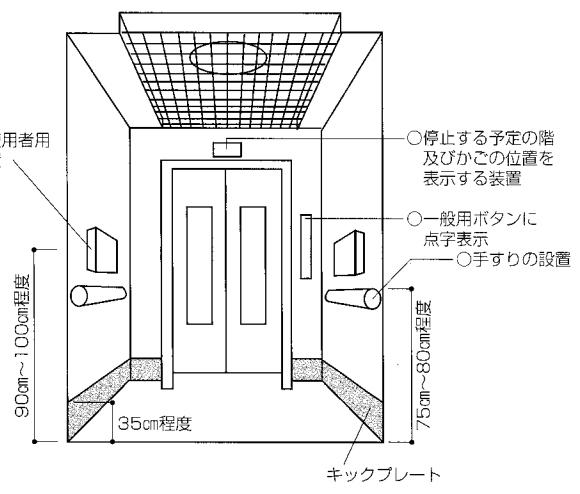 用者用
○停止する予定の階
及びかごの位置を
表示する装置
○一般用ボタンに
点字表示
○手すりの設置
90cm~100cm程度
75cm~80cm程度
35cm程度
キックプレート